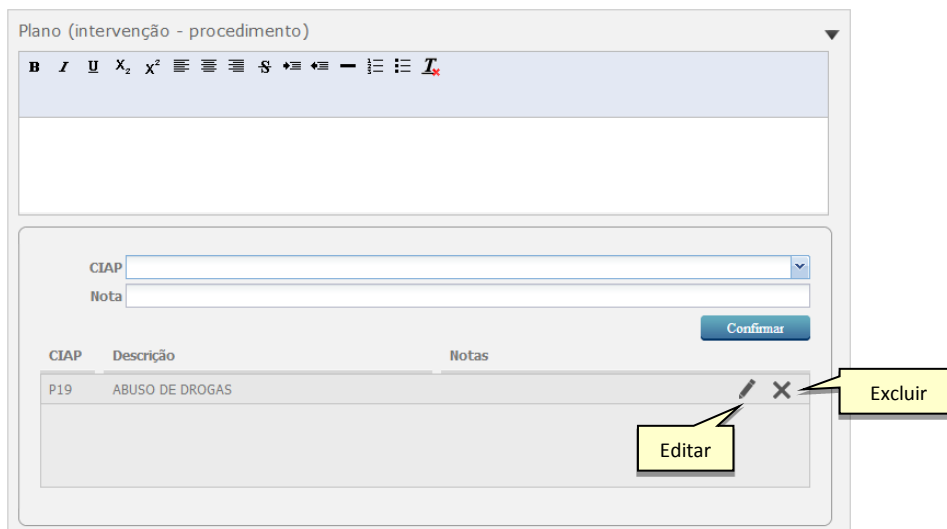 Plano (intervenção - procedimento)
B I U X₂ X² S T
CIAP
Nota
Confirmar
CIAP Descrição Notas
P19 ABUSO DE DROGAS
Excluir
Editar